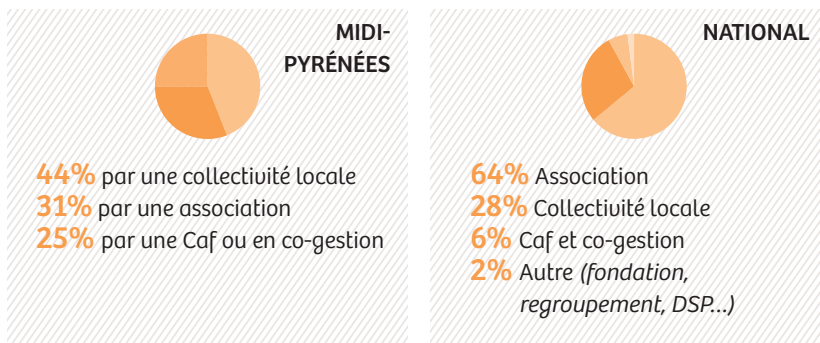 MIDI-
PYRÉNÉES
44% par une collectivité locale
31% par une association
25% par une Caf ou en co-gestion
NATIONAL
64% Association
28% Collectivité locale
6% Caf et co-gestion
2% Autre (fondation,
regroupement, DSP...)